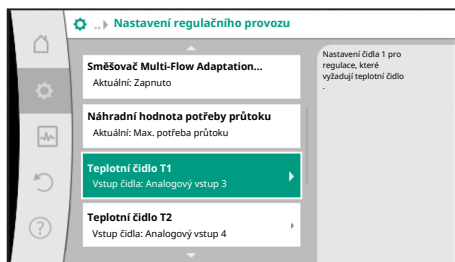 ..▸ Nastavení regulačního provozu
Směšovač Multi-Flow Adaptation...
Aktuální: Zapnuto
Náhradní hodnota potřeby průtoku
Aktuální: Max. potřeba průtoku
Teplotní čidlo T1
Vstup čidla: Analogový vstup 3
Teplotní čidlo T2
Vstup čidla: Analogový vstup 4
Nastavení čidla 1 pro
regulace, které
vyžadují teplotní čidlo
.